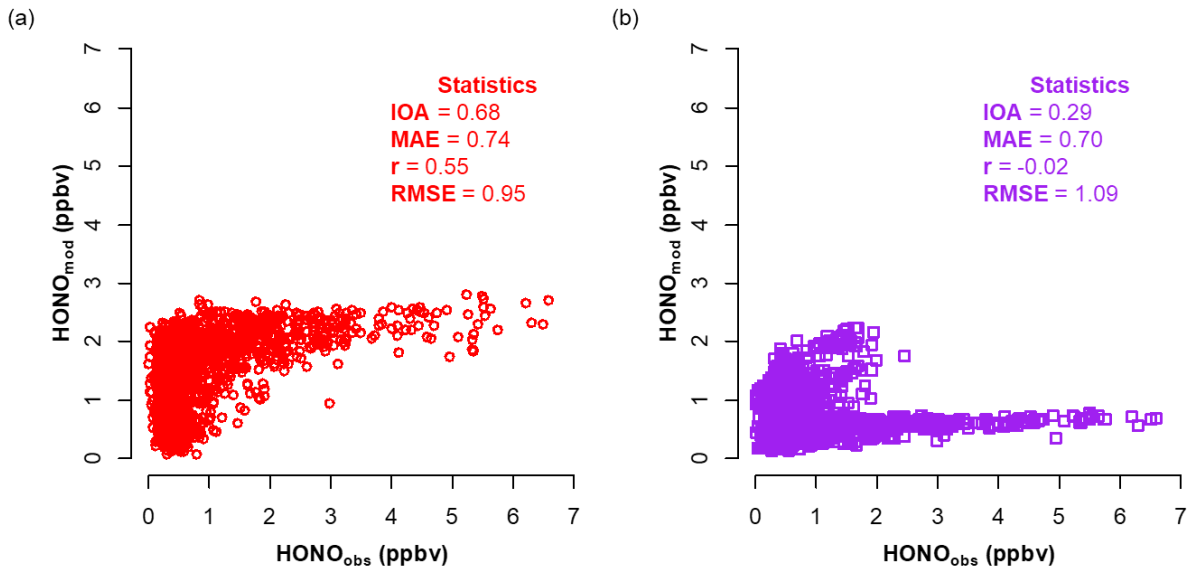 (a)
7
6
5
4
3
2
1
0
HONOmod (ppbv)
Statistics
IOA = 0.68
MAE = 0.74
r = 0.55
RMSE = 0.95
0 1 2 3 4 5 6 7
HONOobs (ppbv)
(b)
7
6
5
4
3
2
1
0
HONOmod (ppbv)
Statistics
IOA = 0.29
MAE = 0.70
r = -0.02
RMSE = 1.09
0 1 2 3 4 5 6 7
HONOobs (ppbv)